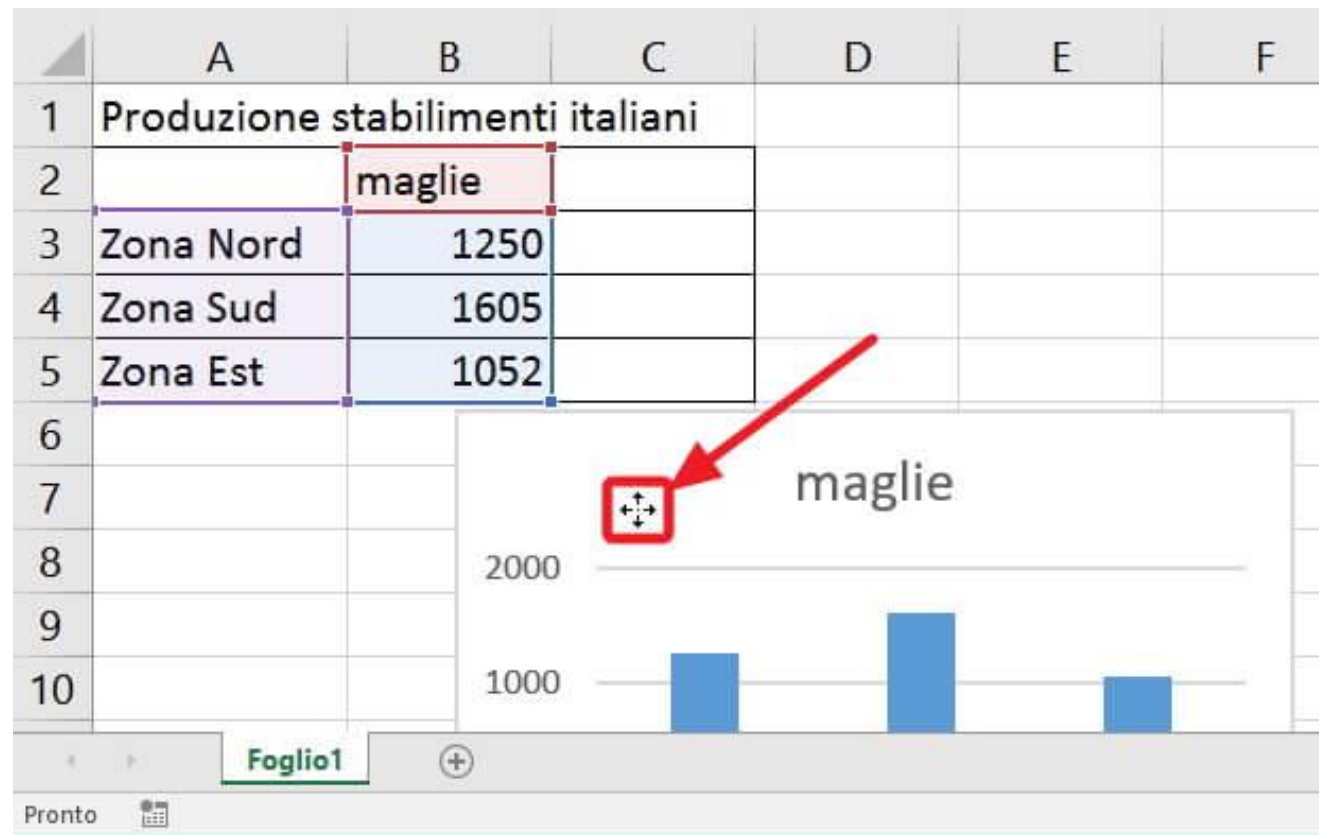 A B C D E F
1 Produzione stabilimenti italiani
2 maglie
3 Zona Nord 1250
4 Zona Sud 1605
5 Zona Est 1052
6
7 maglie
8 2000
9
10 1000
Foglio1
Pronto